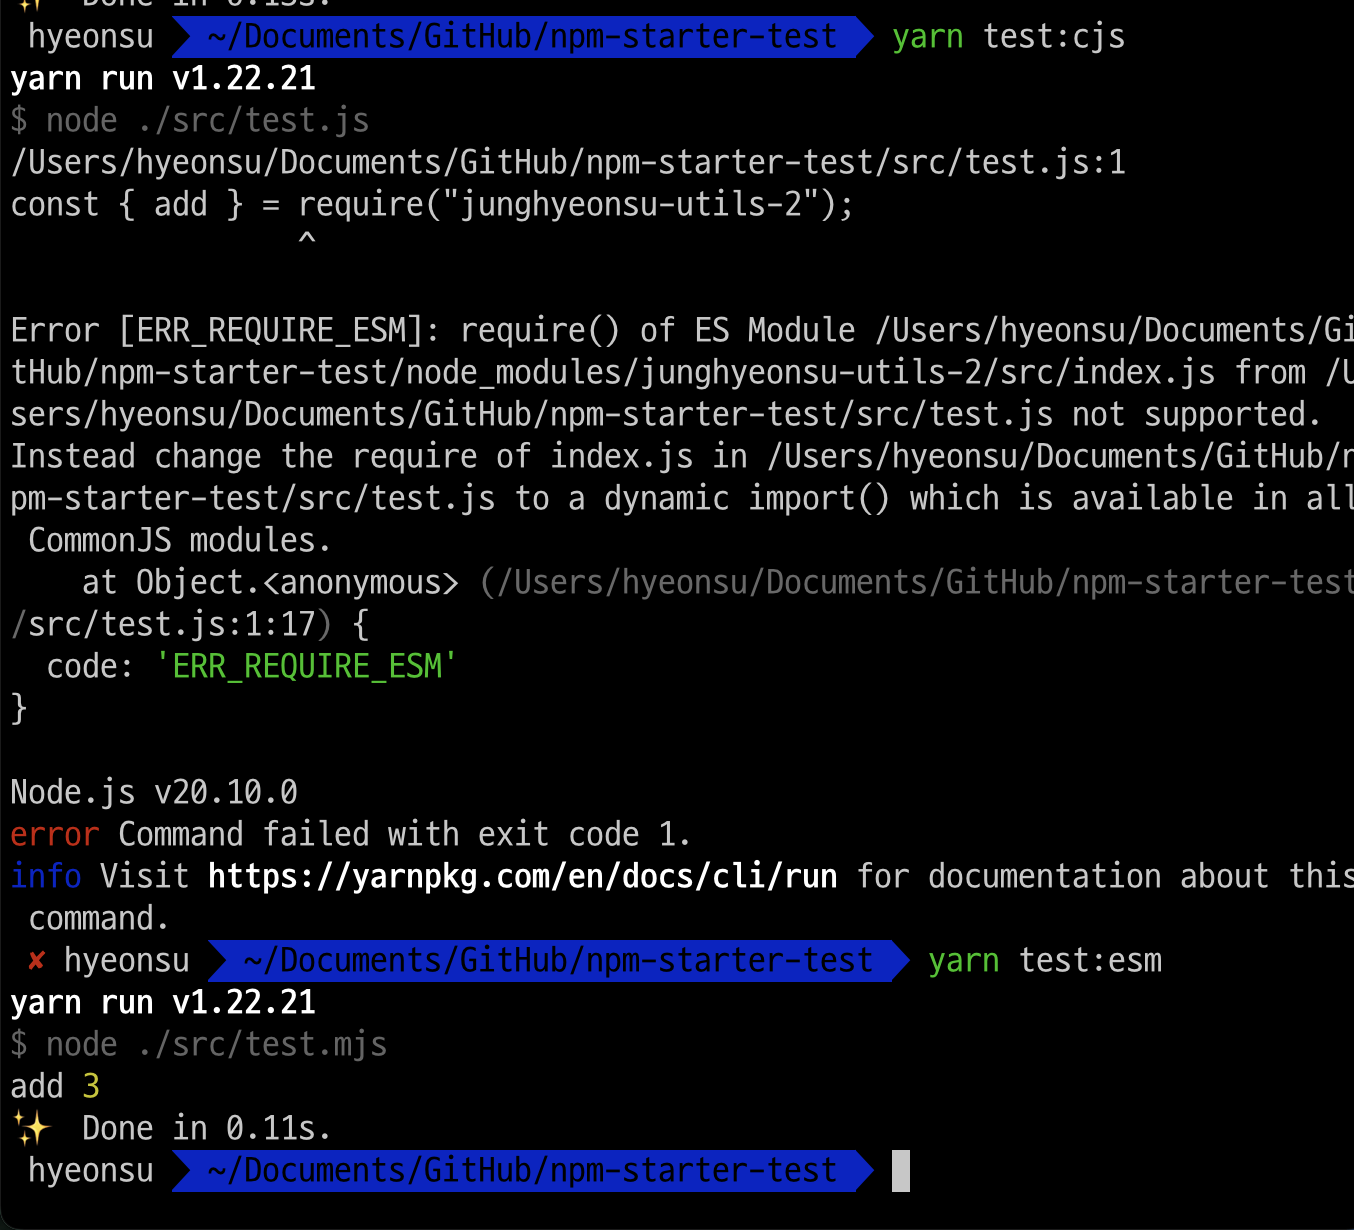 Done in 0.13s.
hyeonsu ~/Documents/GitHub/npm-starter-test yarn test:cjs
yarn run v1.22.21
$ node ./src/test.js
/Users/hyeonsu/Documents/GitHub/npm-starter-test/src/test.js:1
const { add } = require("junghyeonsu-utils-2");
^
Error [ERR_REQUIRE_ESM]: require() of ES Module /Users/hyeonsu/Documents/Gi
tHub/npm-starter-test/node_modules/junghyeonsu-utils-2/src/index.js from /U
sers/hyeonsu/Documents/GitHub/npm-starter-test/src/test.js not supported.
Instead change the require of index.js in /Users/hyeonsu/Documents/GitHub/n
pm-starter-test/src/test.js to a dynamic import() which is available in all
CommonJS modules.
at Object.<anonymous> (/Users/hyeonsu/Documents/GitHub/npm-starter-test
/src/test.js:1:17) {
code: 'ERR_REQUIRE_ESM'
}
Node.js v20.10.0
error Command failed with exit code 1.
info Visit https://yarnpkg.com/en/docs/cli/run for documentation about this
command.
✘ hyeonsu ~/Documents/GitHub/npm-starter-test yarn test:esm
yarn run v1.22.21
$ node ./src/test.mjs
add 3
✨ Done in 0.11s.
hyeonsu ~/Documents/GitHub/npm-starter-test